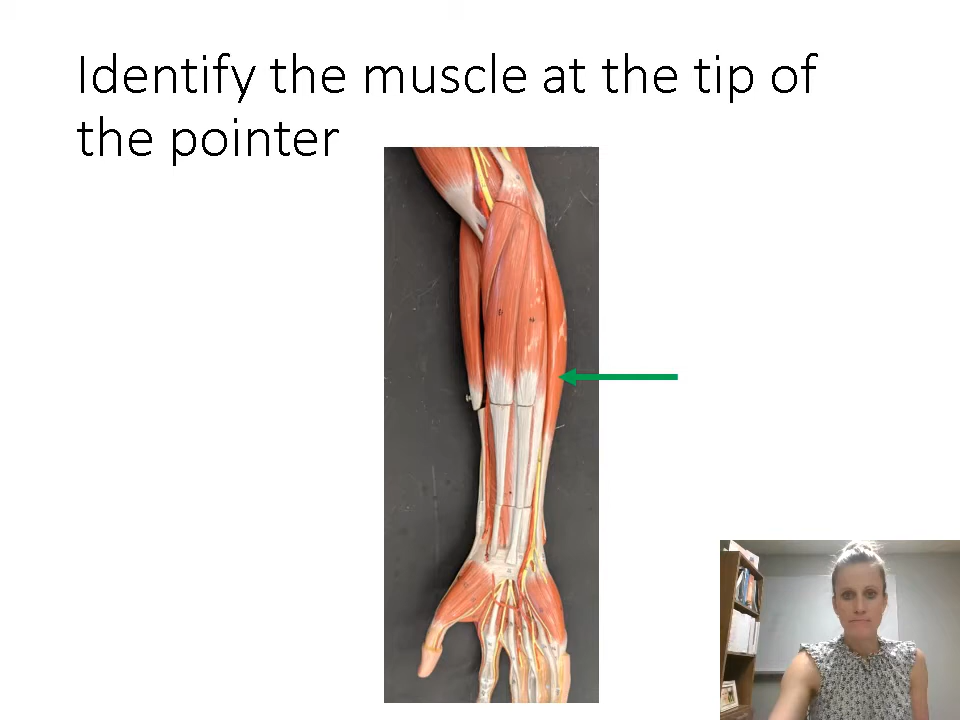 Identify the muscle at the tip of
the pointer